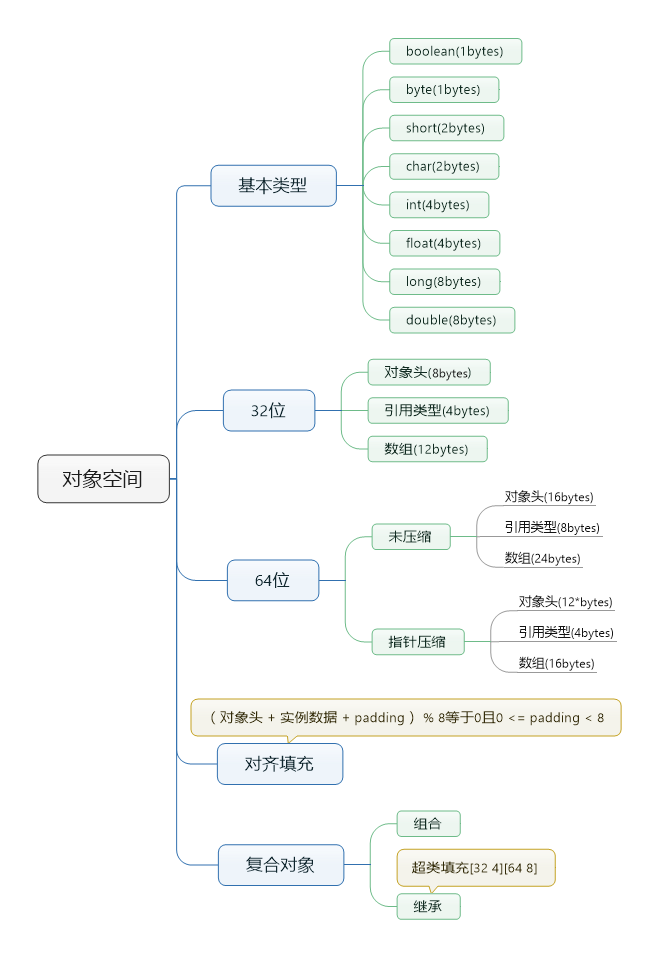 boolean(1bytes)
byte(1bytes)
short(2bytes)
char(2bytes)
基本类型
int(4bytes)
float(4bytes)
long(8bytes)
double(8bytes)
对象头(8bytes)
32位
引用类型(4bytes)
数组(12bytes)
对象空间
对象头(16bytes)
未压缩
引用类型(8bytes)
数组(24bytes)
64位
对象头(12*bytes)
指针压缩
引用类型(4bytes)
数组(16bytes)
（对象头 + 实例数据 + padding ）% 8等于0且0 <= padding < 8
对齐填充
组合
复合对象
超类填充[32 4][64 8]
继承